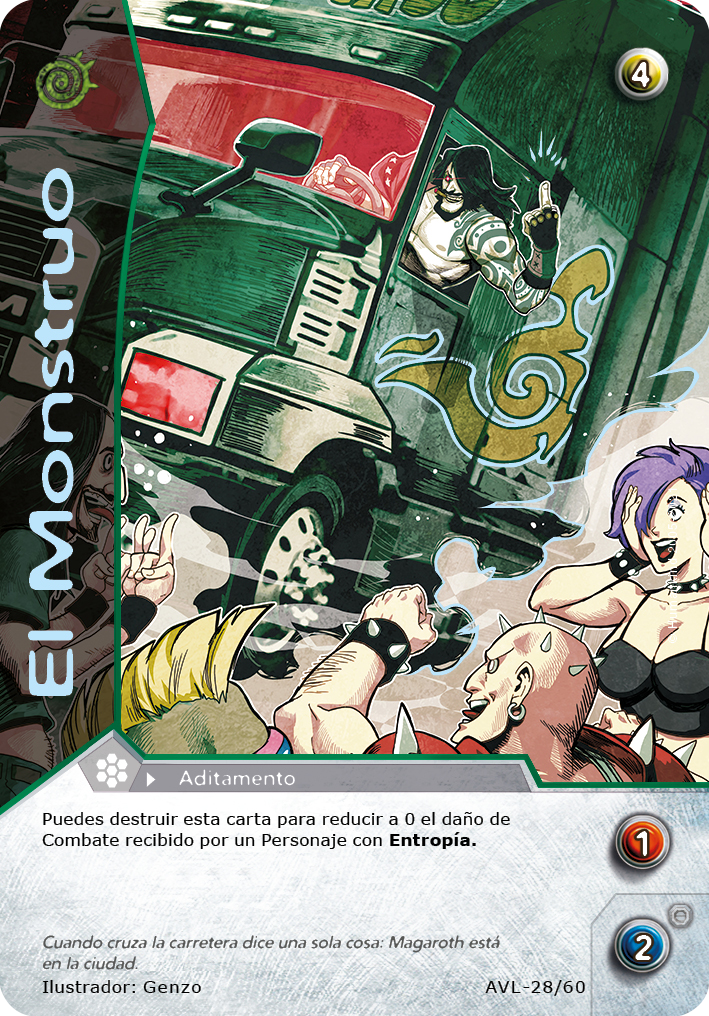 4
El Monstruo
Aditamento
Puedes destruir esta carta para reducir a 0 el daño de
Combate recibido por un Personaje con Entropía.
1
Cuando cruza la carretera dice una sola cosa: Magaroth está
en la ciudad.
2
Ilustrador: Genzo
AVL-28/60